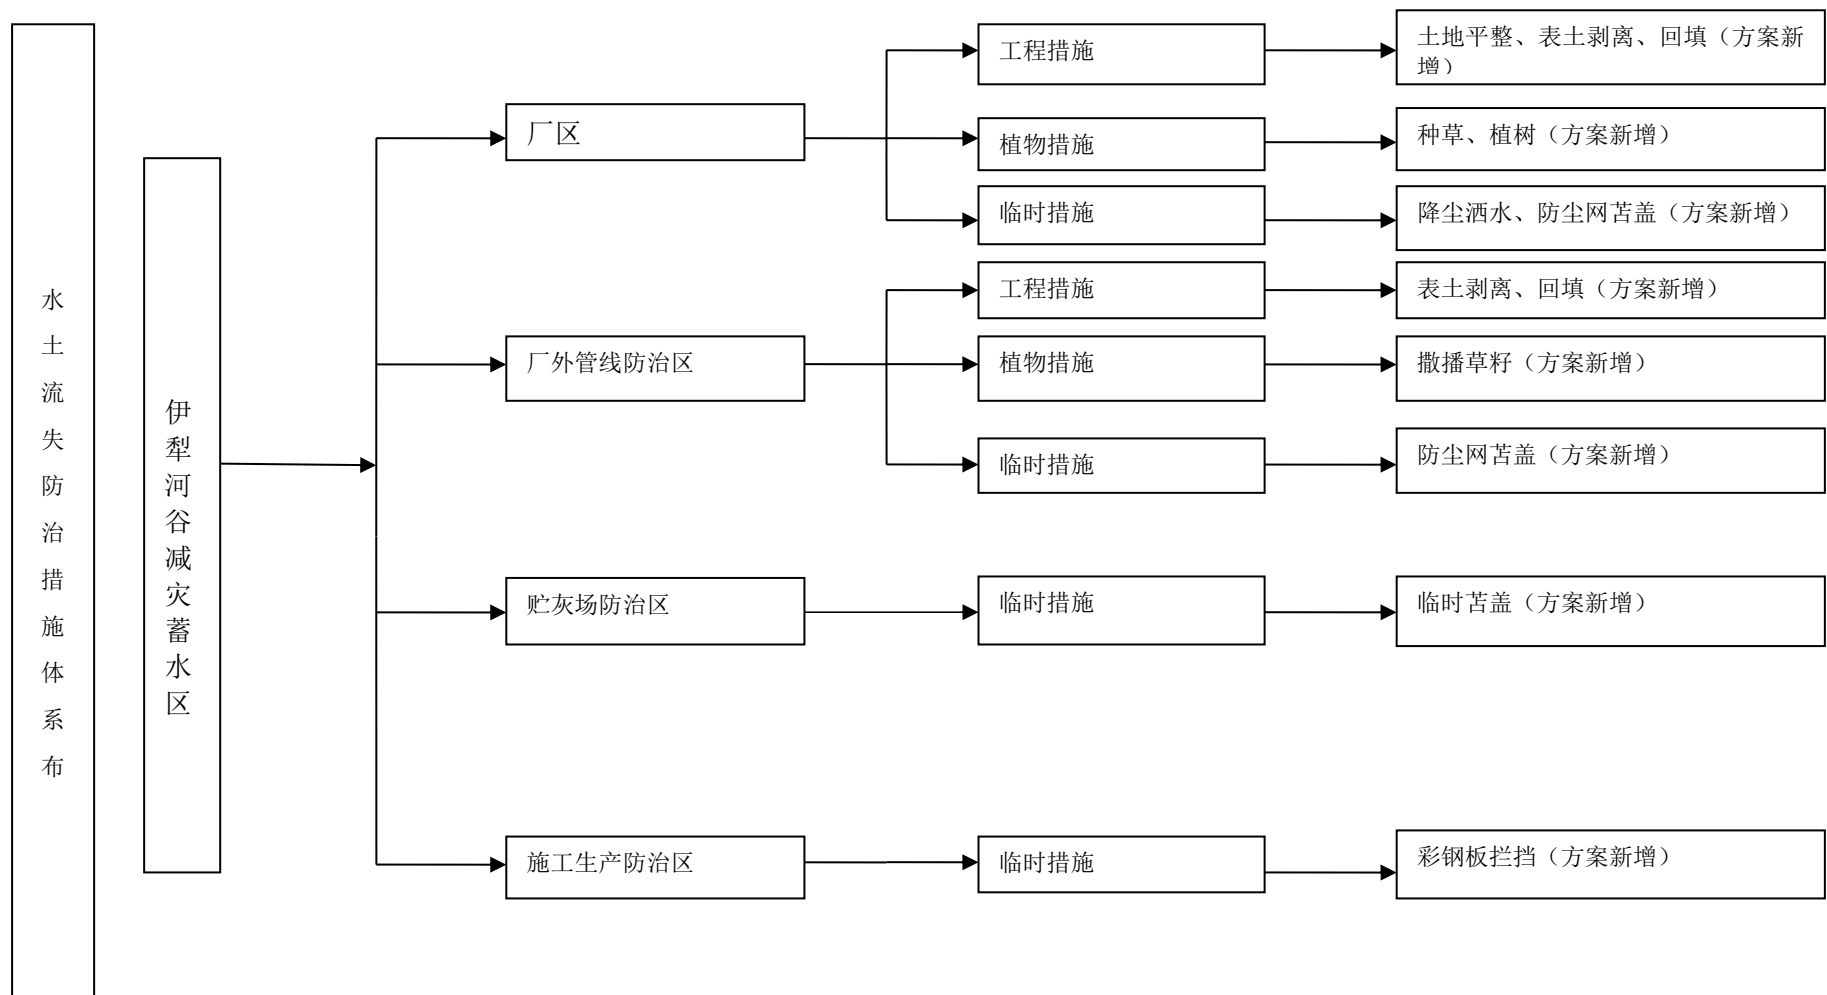 水土流失防治措施体系布
伊犁河谷减灾蓄水区
厂区
工程措施
土地平整、表土剥离、回填（方案新
增）
植物措施
种草、植树（方案新增）
临时措施
降尘洒水、防尘网苫盖（方案新增）
厂外管线防治区
工程措施
表土剥离、回填（方案新增）
植物措施
撒播草籽（方案新增）
临时措施
防尘网苫盖（方案新增）
贮灰场防治区
临时措施
临时苫盖（方案新增）
施工生产防治区
临时措施
彩钢板拦挡（方案新增）